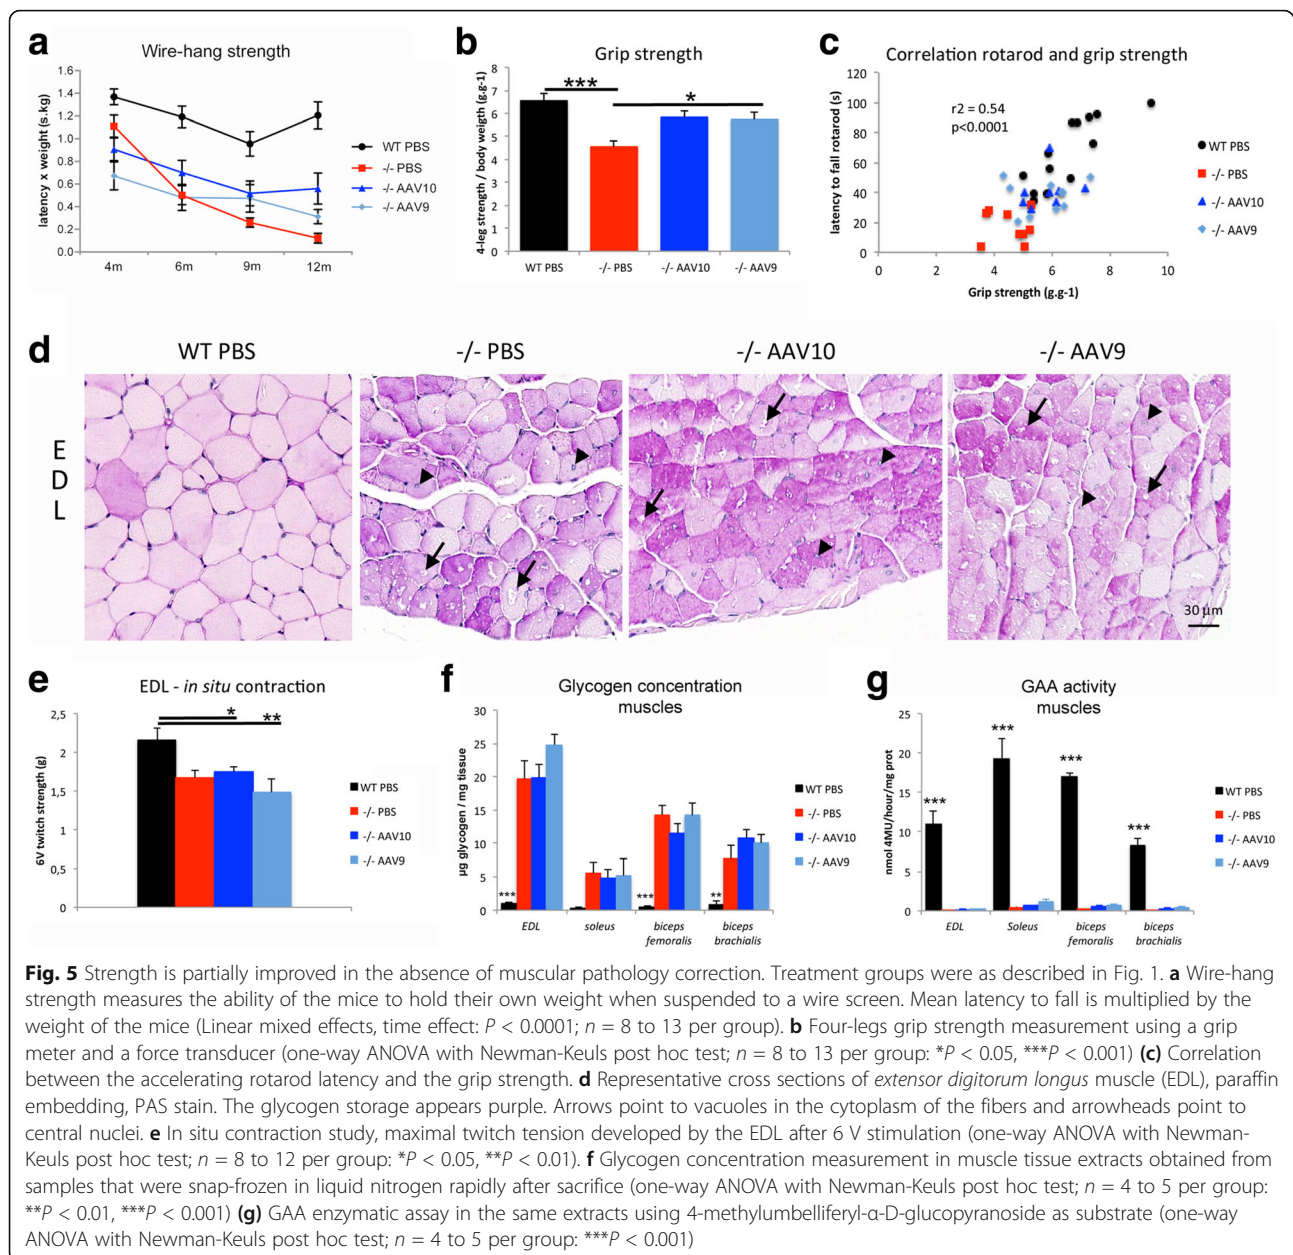 a
Wire-hang strength
latency x weight (s.kg)
1.6
1.4
1.2
1.0
0.8
0.6
0.4
0.2
0.0
4m 6m 9m 12m
WT PBS
-/- PBS
-/- AAV10
-/- AAV9
b
Grip strength
4-leg strength / body weigth (g.g-1)
8
7
6
5
4
3
2
1
0
***
*
WT PBS -/- PBS -/- AAV10 -/- AAV9
c
Correlation rotarod and grip strength
latency to fall rotarod (s)
120
100
80
60
40
20
0
r2 = 0.54
p<0.0001
0 2 4 6 8 10
Grip strength (g.g-1)
WT PBS
-/- PBS
-/- AAV10
-/- AAV9
d
WT PBS -/- PBS -/- AAV10 -/- AAV9
E
D
L
30 µm
e
EDL - in situ contraction
6V twitch strength (g)
2,5
2
1,5
1
0,5
0
*
**
WT PBS
-/- PBS
-/- AAV10
-/- AAV9
f
Glycogen concentration
muscles
µg glycogen / mg tissue
30
25
20
15
10
5
0
*** *** **
EDL soleus biceps biceps
femoralis brachialis
WT PBS
-/- PBS
-/- AAV10
-/- AAV9
g
GAA activity
muscles
nmol 4MU/hour/mg prot
25
20
15
10
5
0
*** *** *** ***
EDL Soleus biceps biceps
femoralis brachialis
WT PBS
-/- PBS
-/- AAV10
-/- AAV9
Fig. 5 Strength is partially improved in the absence of muscular pathology correction. Treatment groups were as described in Fig. 1. a Wire-hang
strength measures the ability of the mice to hold their own weight when suspended to a wire screen. Mean latency to fall is multiplied by the
weight of the mice (Linear mixed effects, time effect: P < 0.0001; n = 8 to 13 per group). b Four-legs grip strength measurement using a grip
meter and a force transducer (one-way ANOVA with Newman-Keuls post hoc test; n = 8 to 13 per group: *P < 0.05, ***P < 0.001) (c) Correlation
between the accelerating rotarod latency and the grip strength. d Representative cross sections of extensor digitorum longus muscle (EDL), paraffin
embedding, PAS stain. The glycogen storage appears purple. Arrows point to vacuoles in the cytoplasm of the fibers and arrowheads point to
central nuclei. e In situ contraction study, maximal twitch tension developed by the EDL after 6 V stimulation (one-way ANOVA with Newman-
Keuls post hoc test; n = 8 to 12 per group: *P < 0.05, **P < 0.01). f Glycogen concentration measurement in muscle tissue extracts obtained from
samples that were snap-frozen in liquid nitrogen rapidly after sacrifice (one-way ANOVA with Newman-Keuls post hoc test; n = 4 to 5 per group:
**P < 0.01, ***P < 0.001) (g) GAA enzymatic assay in the same extracts using 4-methylumbelliferyl-α-D-glucopyranoside as substrate (one-way
ANOVA with Newman-Keuls post hoc test; n = 4 to 5 per group: ***P < 0.001)